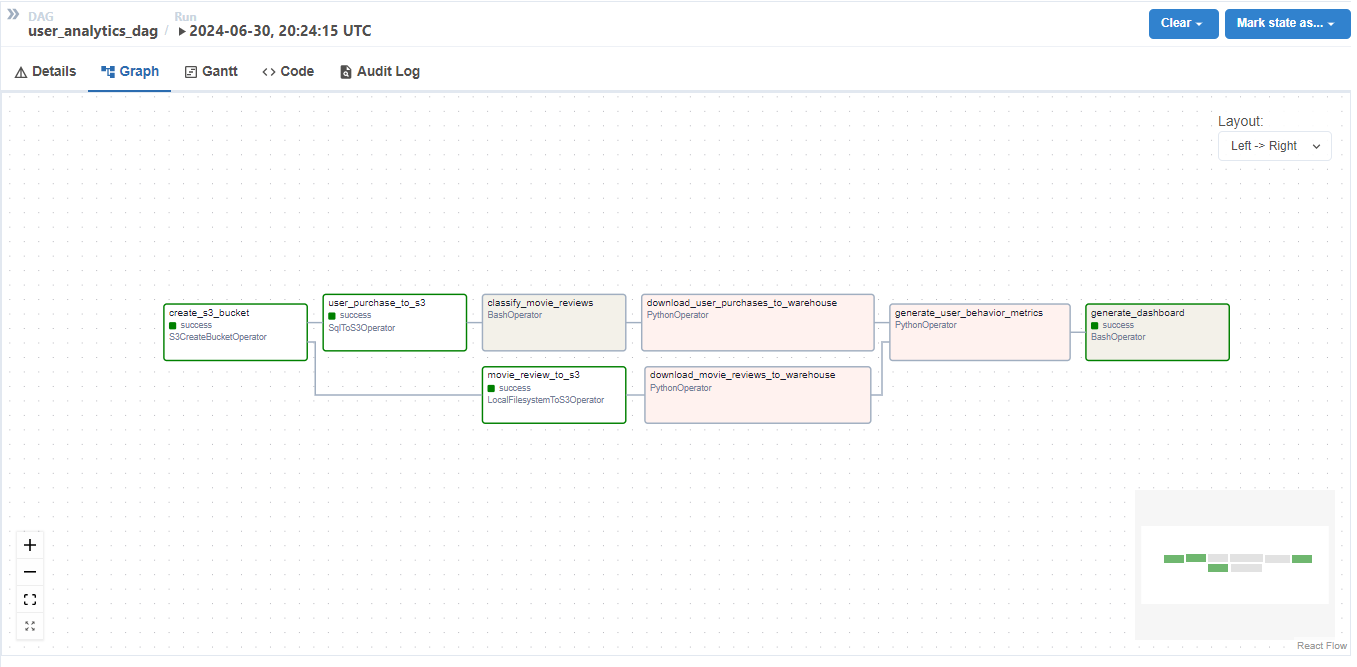 DAG
Run
user_analytics_dag / 2024-06-30, 20:24:15 UTC
Clear
Mark state as...
Details
Graph
Gantt
Code
Audit Log
Layout:
Left -> Right
create_s3_bucket
success
S3CreateBucketOperator
user_purchase_to_s3
success
SqlToS3Operator
classify_movie_reviews
BashOperator
download_user_purchases_to_warehouse
PythonOperator
generate_user_behavior_metrics
PythonOperator
generate_dashboard
success
BashOperator
movie_review_to_s3
success
LocalFilesystemToS3Operator
download_movie_reviews_to_warehouse
PythonOperator
React Flow